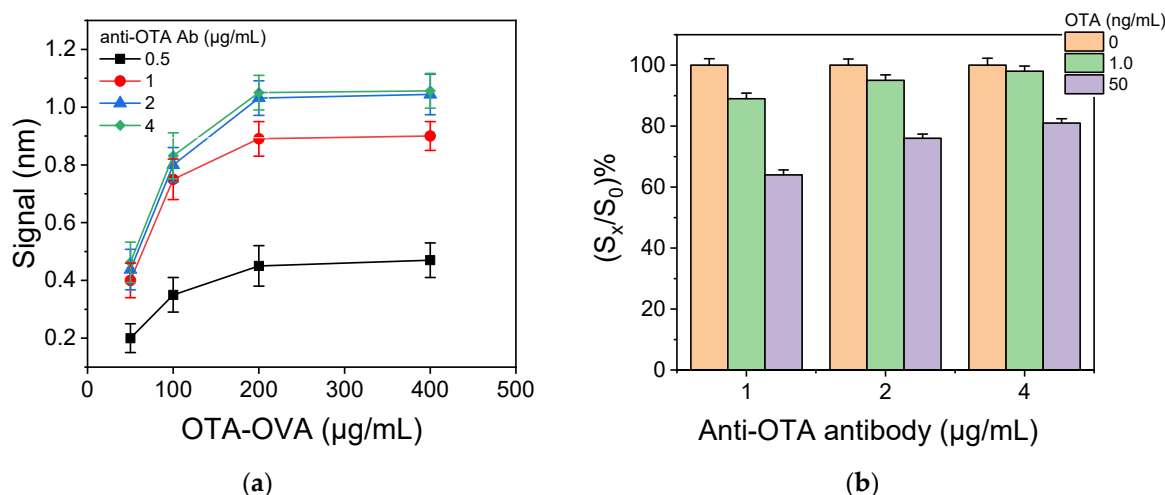 anti-OTA Ab (µg/mL)
0.5
1
2
4
1.2
1.0
0.8
0.6
0.4
0.2
Signal (nm)
0 100 200 300 400 500
OTA-OVA (µg/mL)
(a)
OTA (ng/mL)
0
1.0
50
100
80
60
40
20
0
(Sₓ/S₀)%
1 2 4
Anti-OTA antibody (µg/mL)
(b)